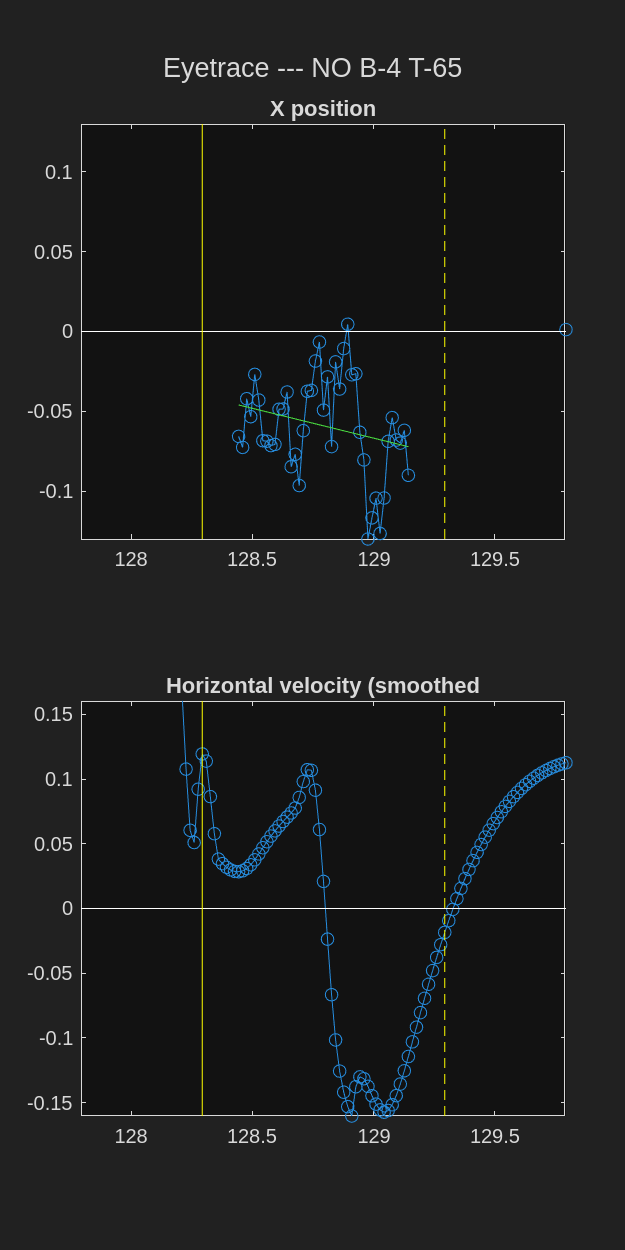 Eyetrace --- NO B-4 T-65
X position
0.1
0.05
0
-0.05
-0.1
128 128.5 129 129.5
Horizontal velocity (smoothed
0.15
0.1
0.05
0
-0.05
-0.1
-0.15
128 128.5 129 129.5